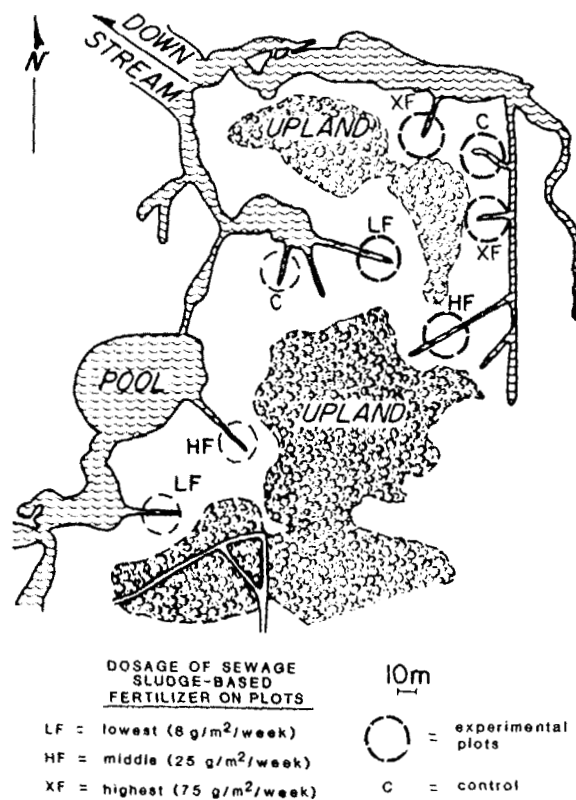 N
DOWN
STREAM
XF
C
UPLAND
LF
XF
C
HF
POOL
UPLAND
HF
LF
DOSAGE OF SEWAGE
SLUDGE-BASED
FERTILIZER ON PLOTS
LF = lowest (8 g/m²/week)
HF = middle (25 g/m²/week)
XF = highest (75 g/m²/week)
10m
= experimental
plots
C = control